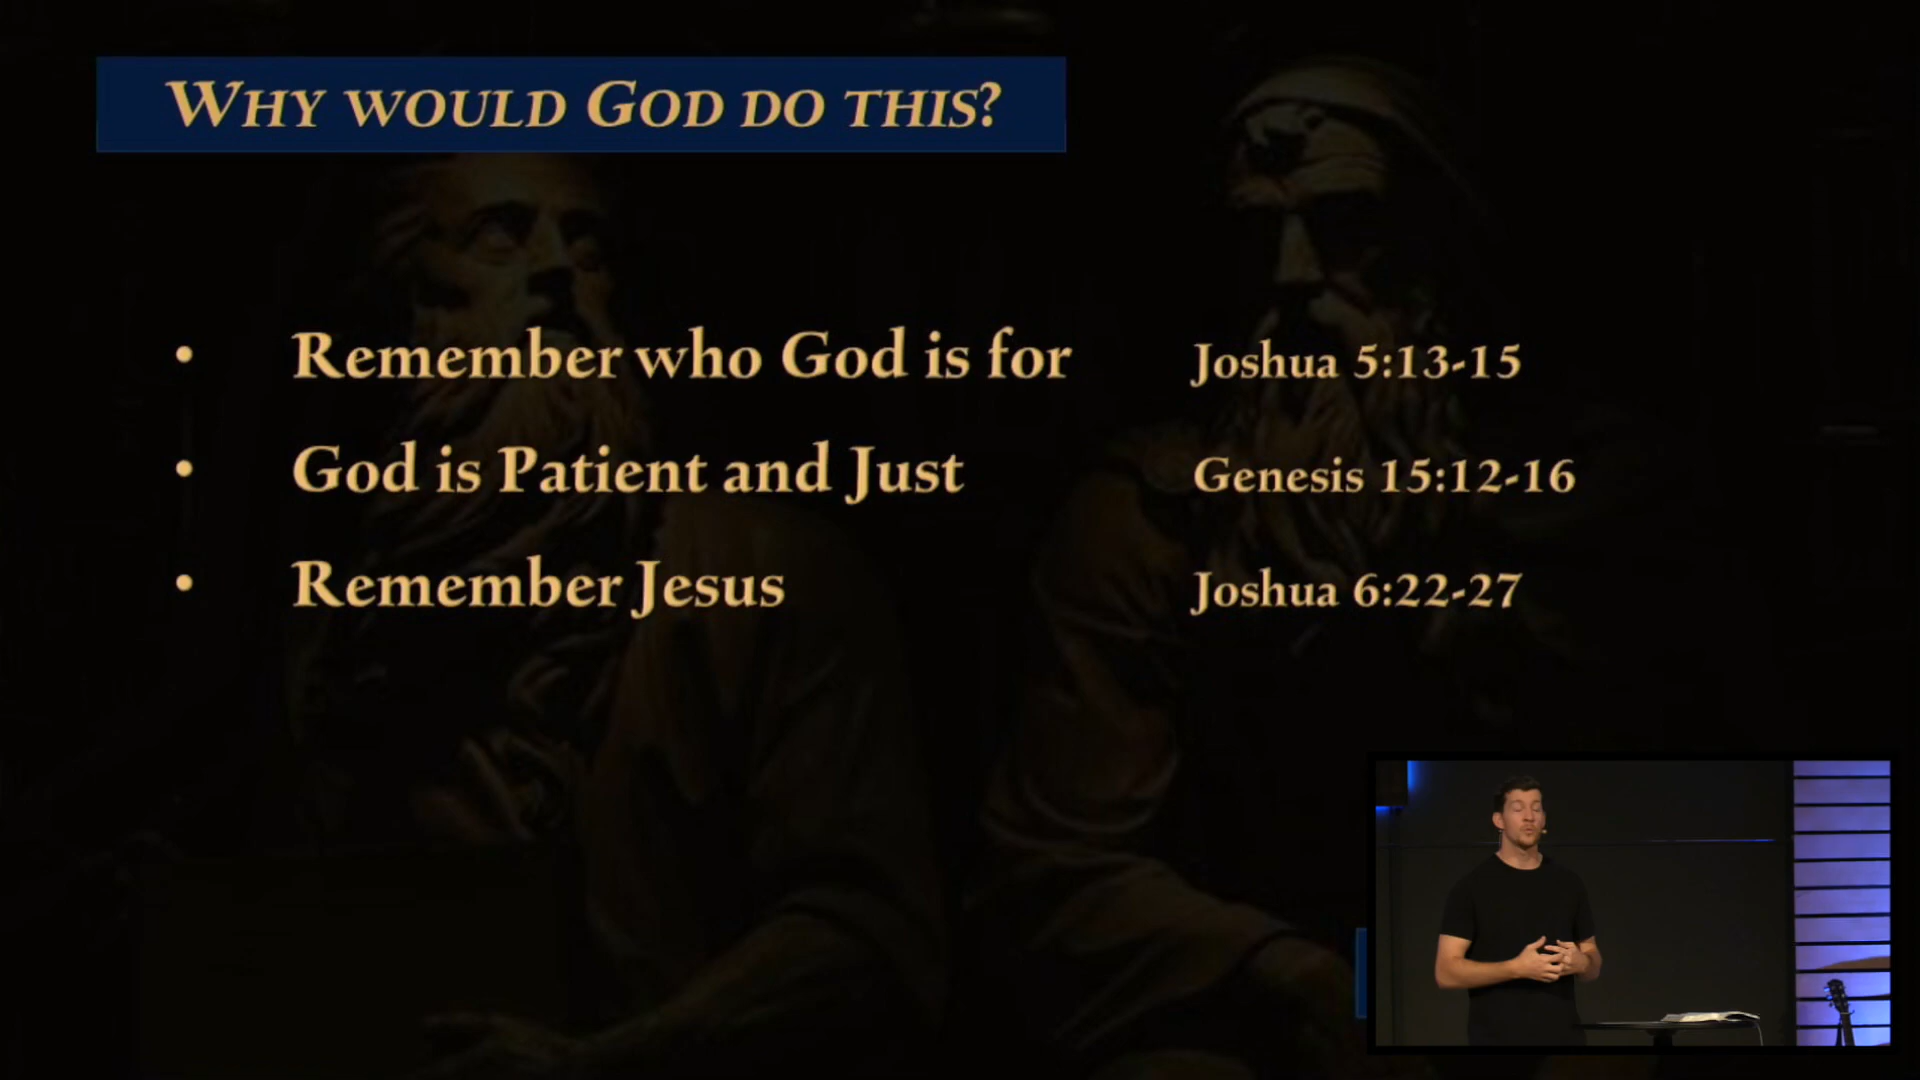 WHY WOULD GOD DO THIS?
• Remember who God is for Joshua 5:13-15
• God is Patient and Just Genesis 15:12-16
• Remember Jesus Joshua 6:22-27